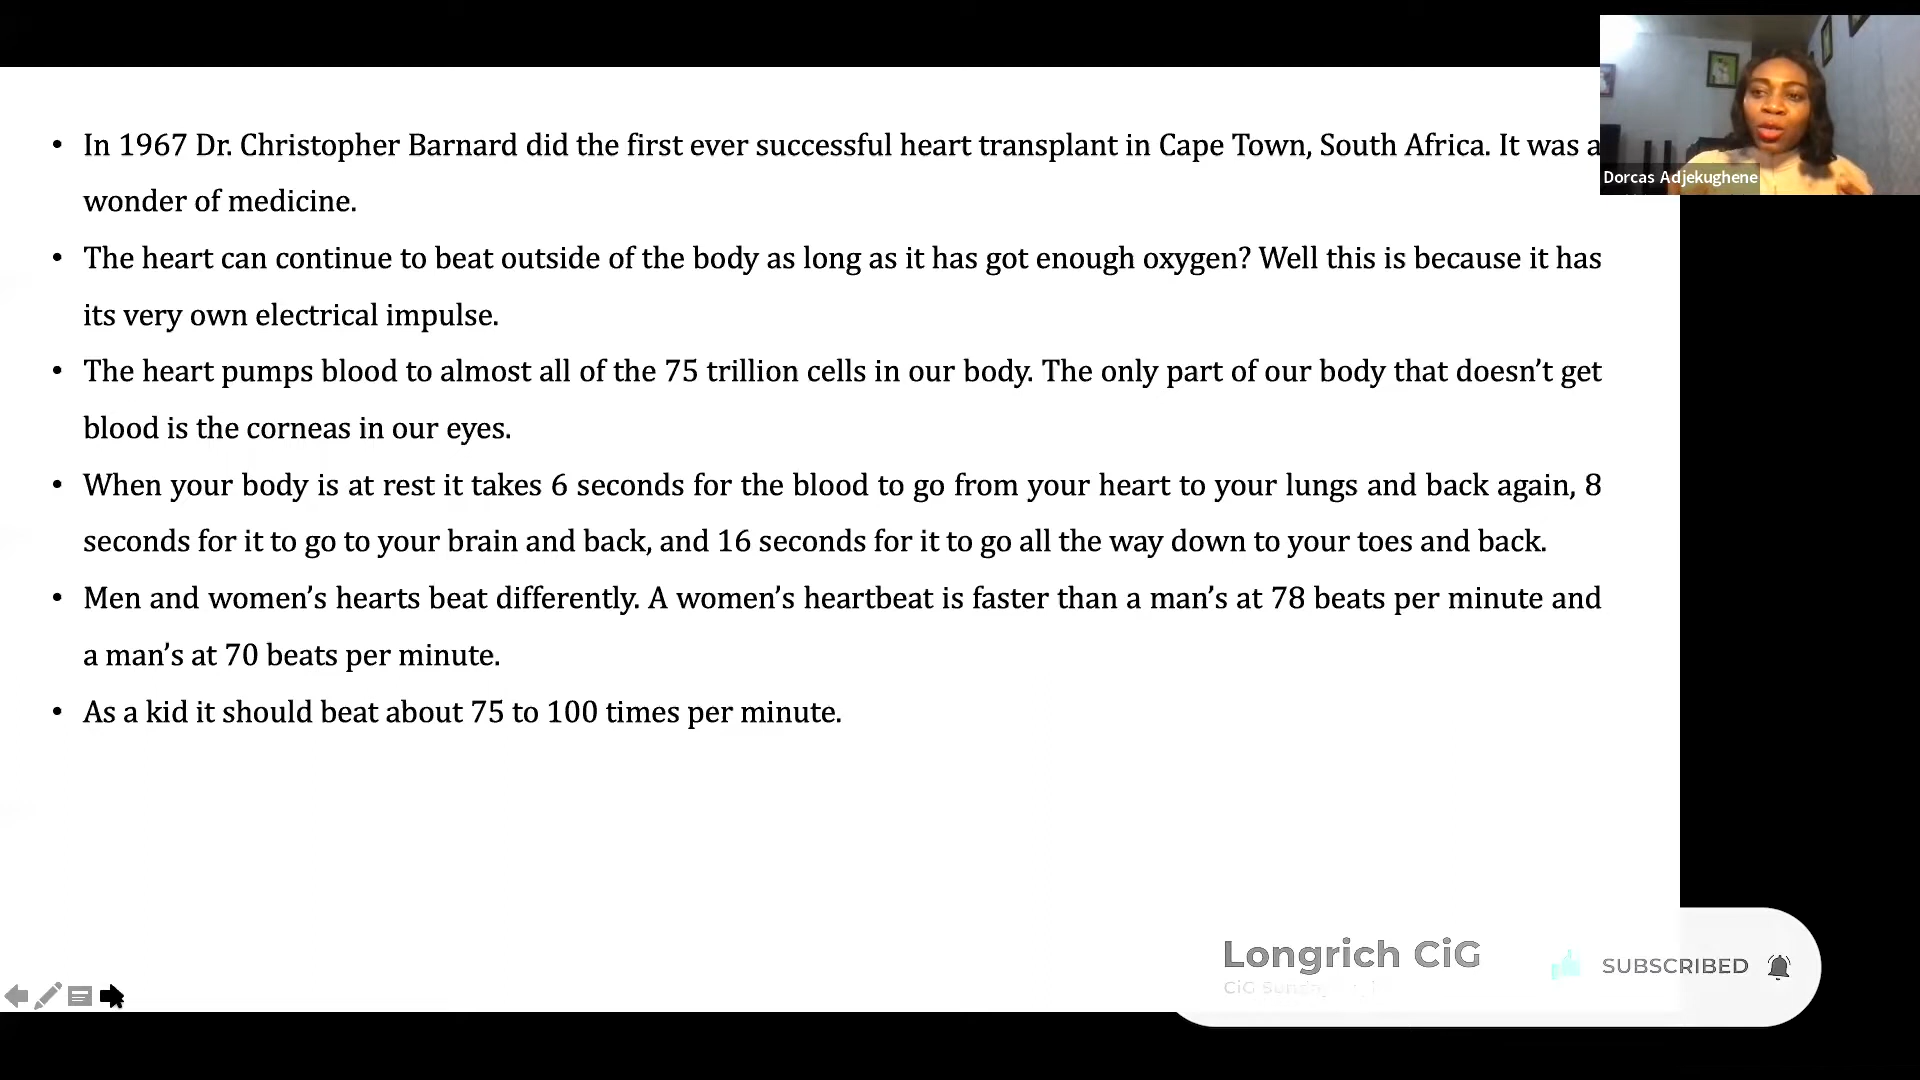 • In 1967 Dr. Christopher Barnard did the first ever successful heart transplant in Cape Town, South Africa. It was a
wonder of medicine.
• The heart can continue to beat outside of the body as long as it has got enough oxygen? Well this is because it has
its very own electrical impulse.
• The heart pumps blood to almost all of the 75 trillion cells in our body. The only part of our body that doesn’t get
blood is the corneas in our eyes.
• When your body is at rest it takes 6 seconds for the blood to go from your heart to your lungs and back again, 8
seconds for it to go to your brain and back, and 16 seconds for it to go all the way down to your toes and back.
• Men and women’s hearts beat differently. A women’s heartbeat is faster than a man’s at 78 beats per minute and
a man’s at 70 beats per minute.
• As a kid it should beat about 75 to 100 times per minute.
Dorcas Adjekughene
Longrich CiG
SUBSCRIBED
CiG